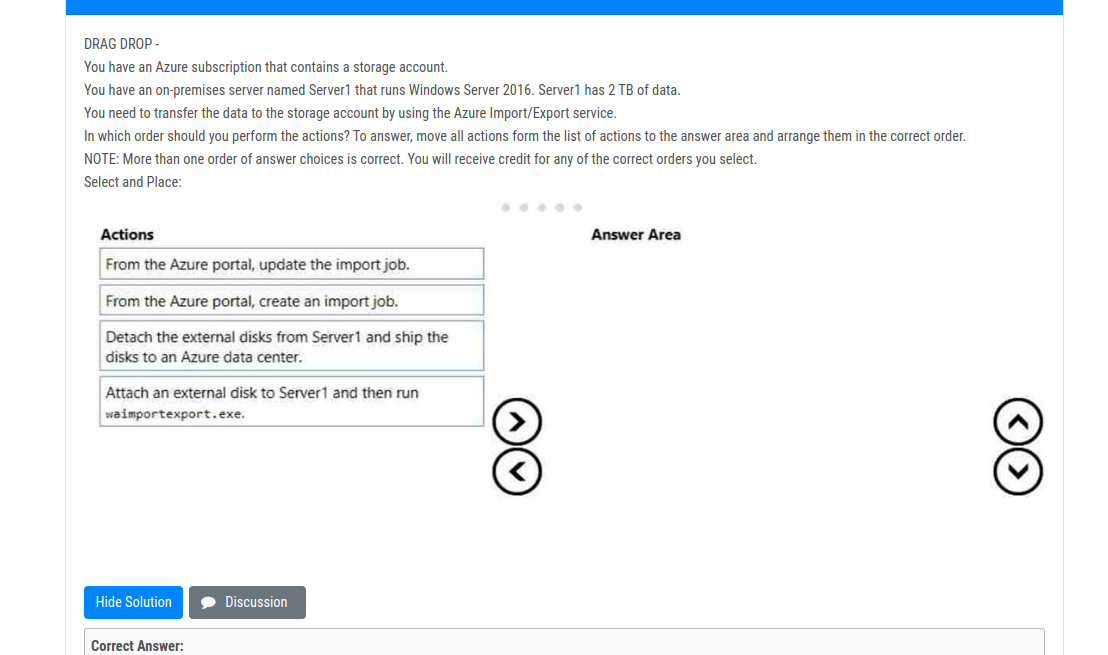 DRAG DROP -
You have an Azure subscription that contains a storage account.
You have an on-premises server named Server1 that runs Windows Server 2016. Server1 has 2 TB of data.
You need to transfer the data to the storage account by using the Azure Import/Export service.
In which order should you perform the actions? To answer, move all actions form the list of actions to the answer area and arrange them in the correct order.
NOTE: More than one order of answer choices is correct. You will receive credit for any of the correct orders you select.
Select and Place:
Actions
Answer Area
From the Azure portal, update the import job.
From the Azure portal, create an import job.
Detach the external disks from Server1 and ship the
disks to an Azure data center.
Attach an external disk to Server1 and then run
waimportexport.exe.
Hide Solution
Discussion
Correct Answer: